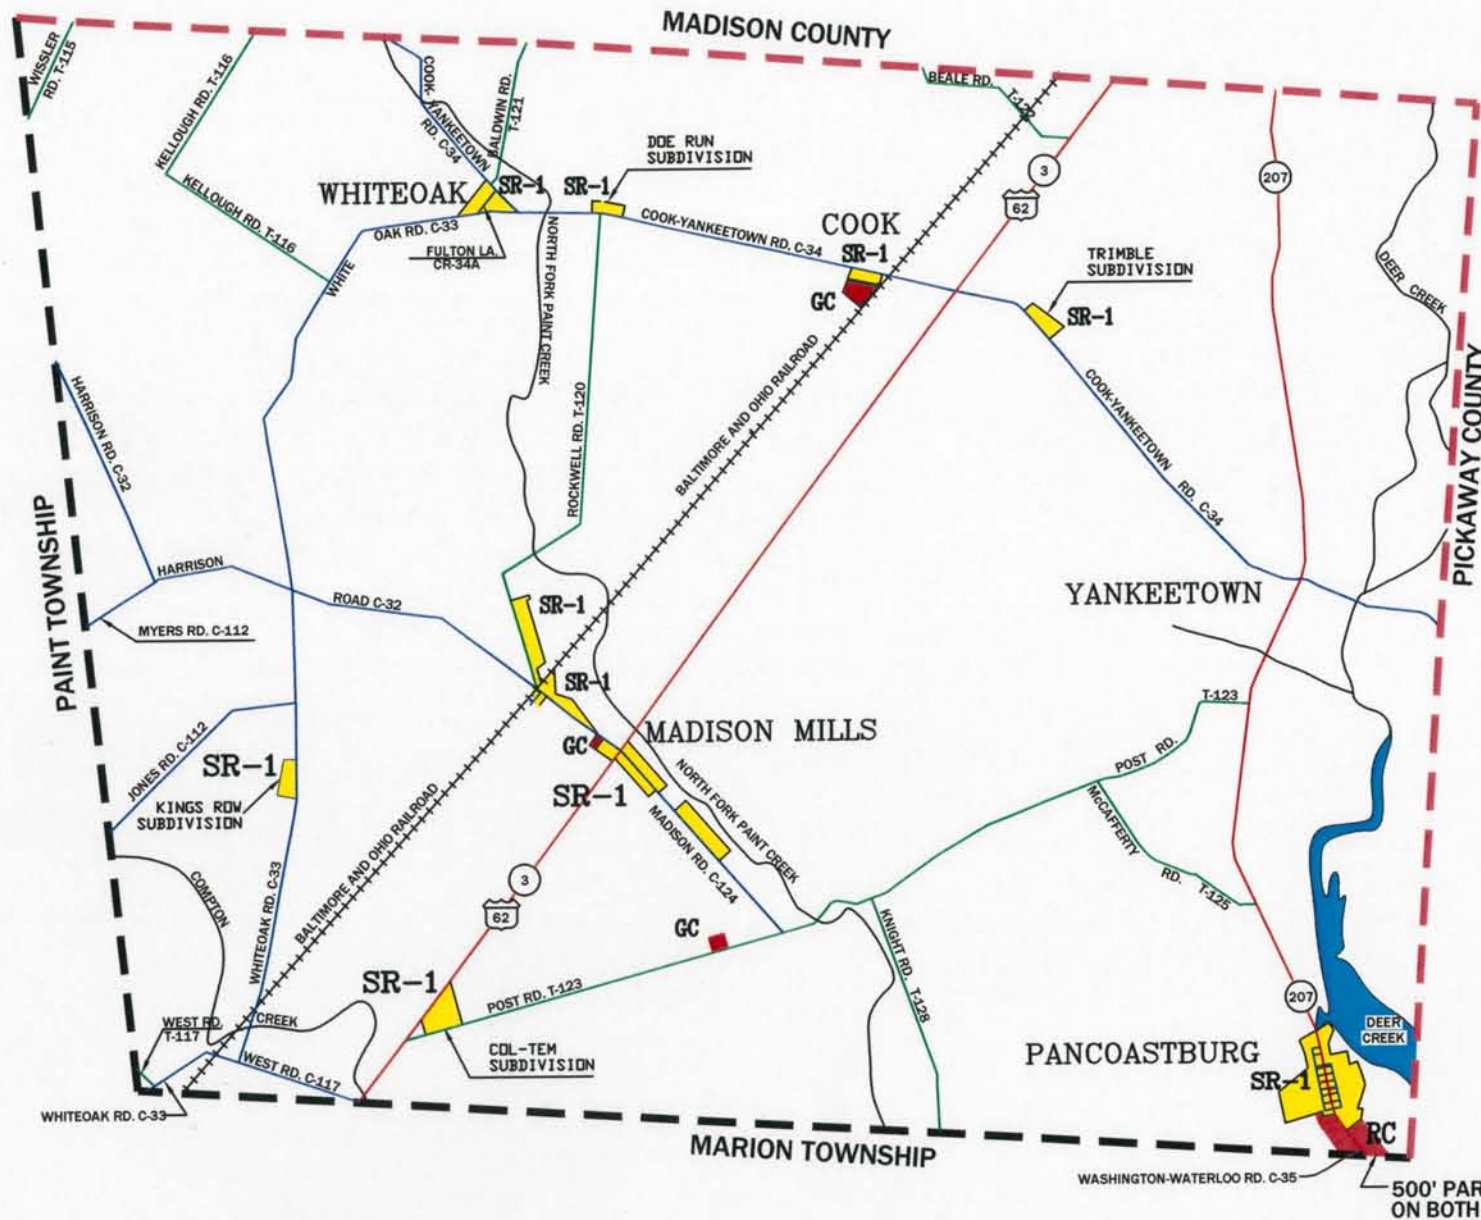 MADISON COUNTY
WISSLER
RD. T-115
KELLOUGH RD. T-116
COOK-
YANKEETOWN
RD. C-34
BALDWIN RD.
T-121
BEALE RD.
T-122
DOE RUN
SUBDIVISION
3
62
207
WHITEOAK
SR-1
SR-1
KELLOUGH RD. T-116
OAK RD. C-33
WHITE
FULTON LA.
CR-34A
NORTH FORK PAINT CREEK
COOK-YANKEETOWN RD. C-34
COOK
SR-1
GC
TRIMBLE
SUBDIVISION
SR-1
DEER CREEK
PICKAWAY COUNTY
HARRISON RD. C-32
ROCKWELL RD. T-120
BALTIMORE AND OHIO RAILROAD
COOK-YANKEETOWN
RD. C-34
PAINT TOWNSHIP
HARRISON
ROAD C-32
MYERS RD. C-112
SR-1
SR-1
YANKEETOWN
T-123
POST RD.
JONES RD. C-112
SR-1
KINGS ROW
SUBDIVISION
GC
MADISON MILLS
SR-1
NORTH FORK PAINT CREEK
MADISON RD. C-124
McCAFFERTY
RD. T-125
BALTIMORE AND OHIO RAILROAD
COMPTON
CREEK
WHITEOAK RD. C-33
3
62
GC
KNIGHT RD. T-128
SR-1
POST RD. T-123
COL-TEM
SUBDIVISION
207
DEER
CREEK
PANCOASTBURG
SR-1
RC
WEST RD.
T-117
WEST RD. C-117
WHITEOAK RD. C-33
MARION TOWNSHIP
WASHINGTON-WATERLOO RD. C-35
500' PAR
ON BOTH